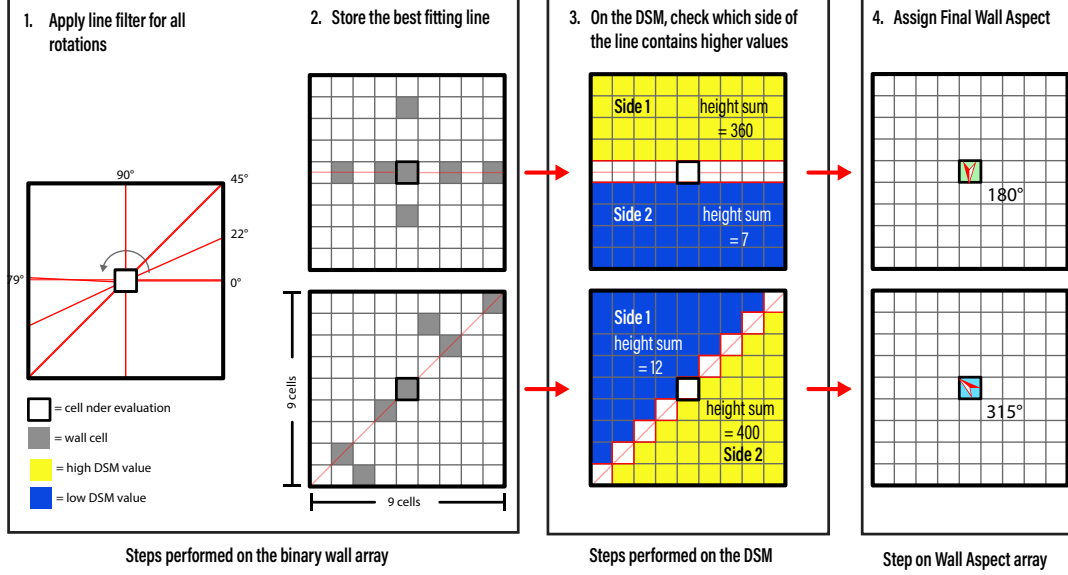 1. Apply line filter for all
rotations
90°
45°
22°
79°
0°
= cell nder evaluation
= wall cell
= high DSM value
= low DSM value
2. Store the best fitting line
9 cells
9 cells
Steps performed on the binary wall array
3. On the DSM, check which side of
the line contains higher values
Side 1
height sum
= 360
Side 2
height sum
= 7
Side 1
height sum
= 12
height sum
= 400
Side 2
Steps performed on the DSM
4. Assign Final Wall Aspect
180°
315°
Step on Wall Aspect array